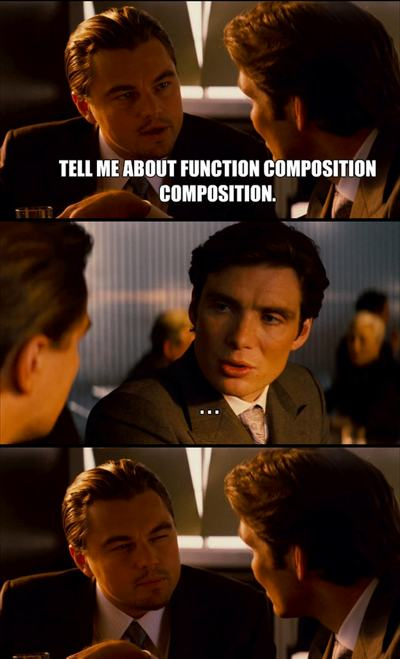 TELL ME ABOUT FUNCTION COMPOSITION
COMPOSITION.
...